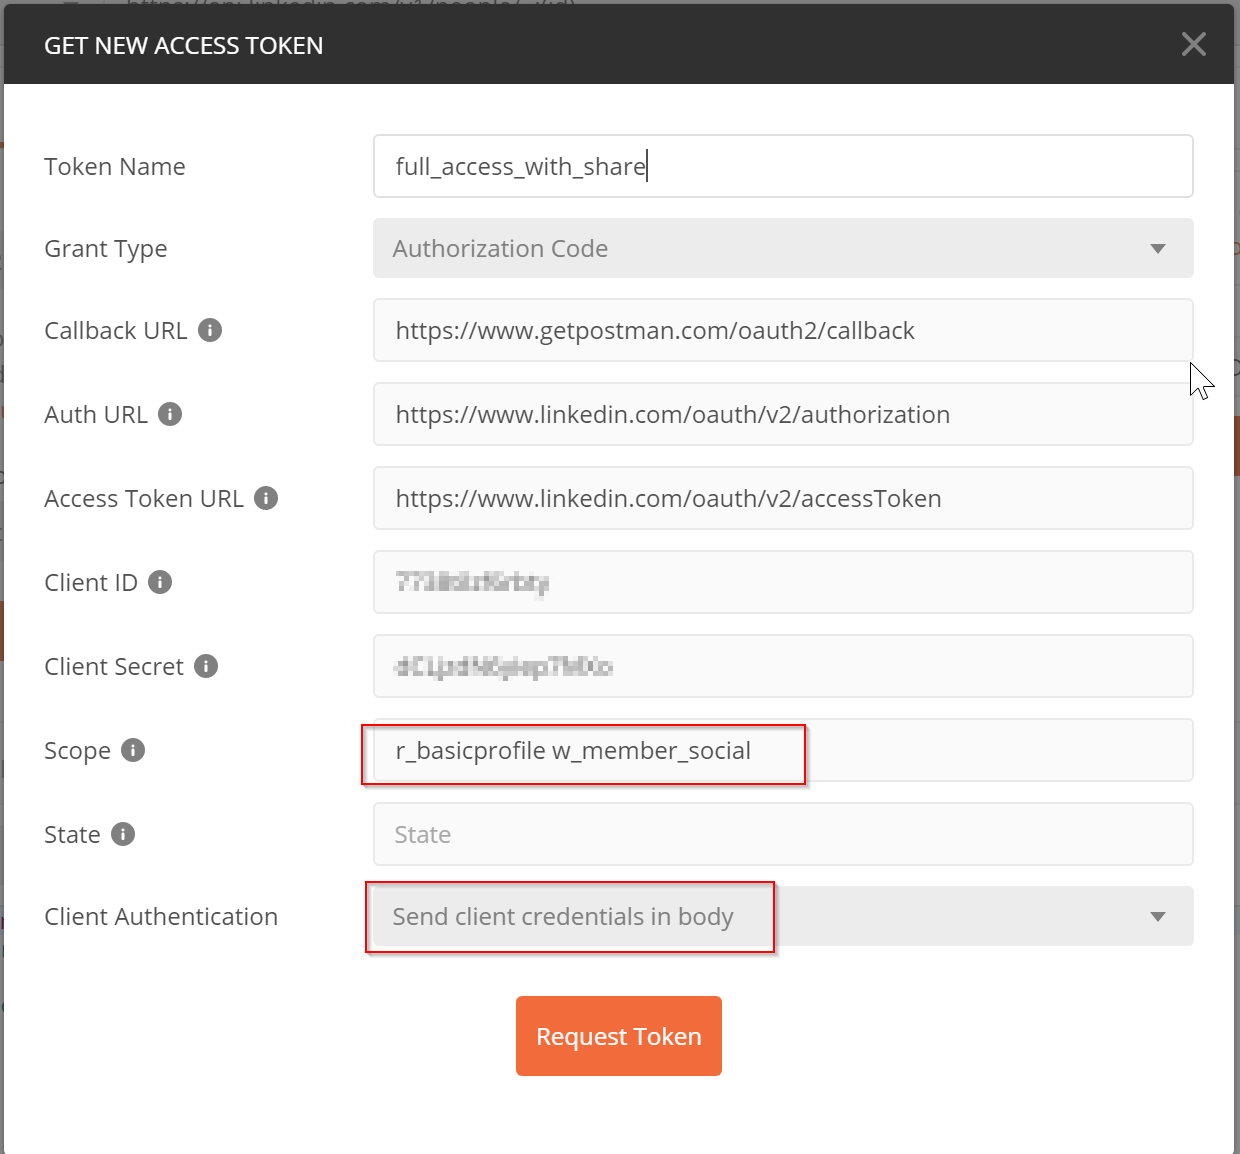 GET NEW ACCESS TOKEN
Token Name
full_access_with_share
Grant Type
Authorization Code
Callback URL
https://www.getpostman.com/oauth2/callback
Auth URL
https://www.linkedin.com/oauth/v2/authorization
Access Token URL
https://www.linkedin.com/oauth/v2/accessToken
Client ID
Client Secret
Scope
r_basicprofile w_member_social
State
State
Client Authentication
Send client credentials in body
Request Token